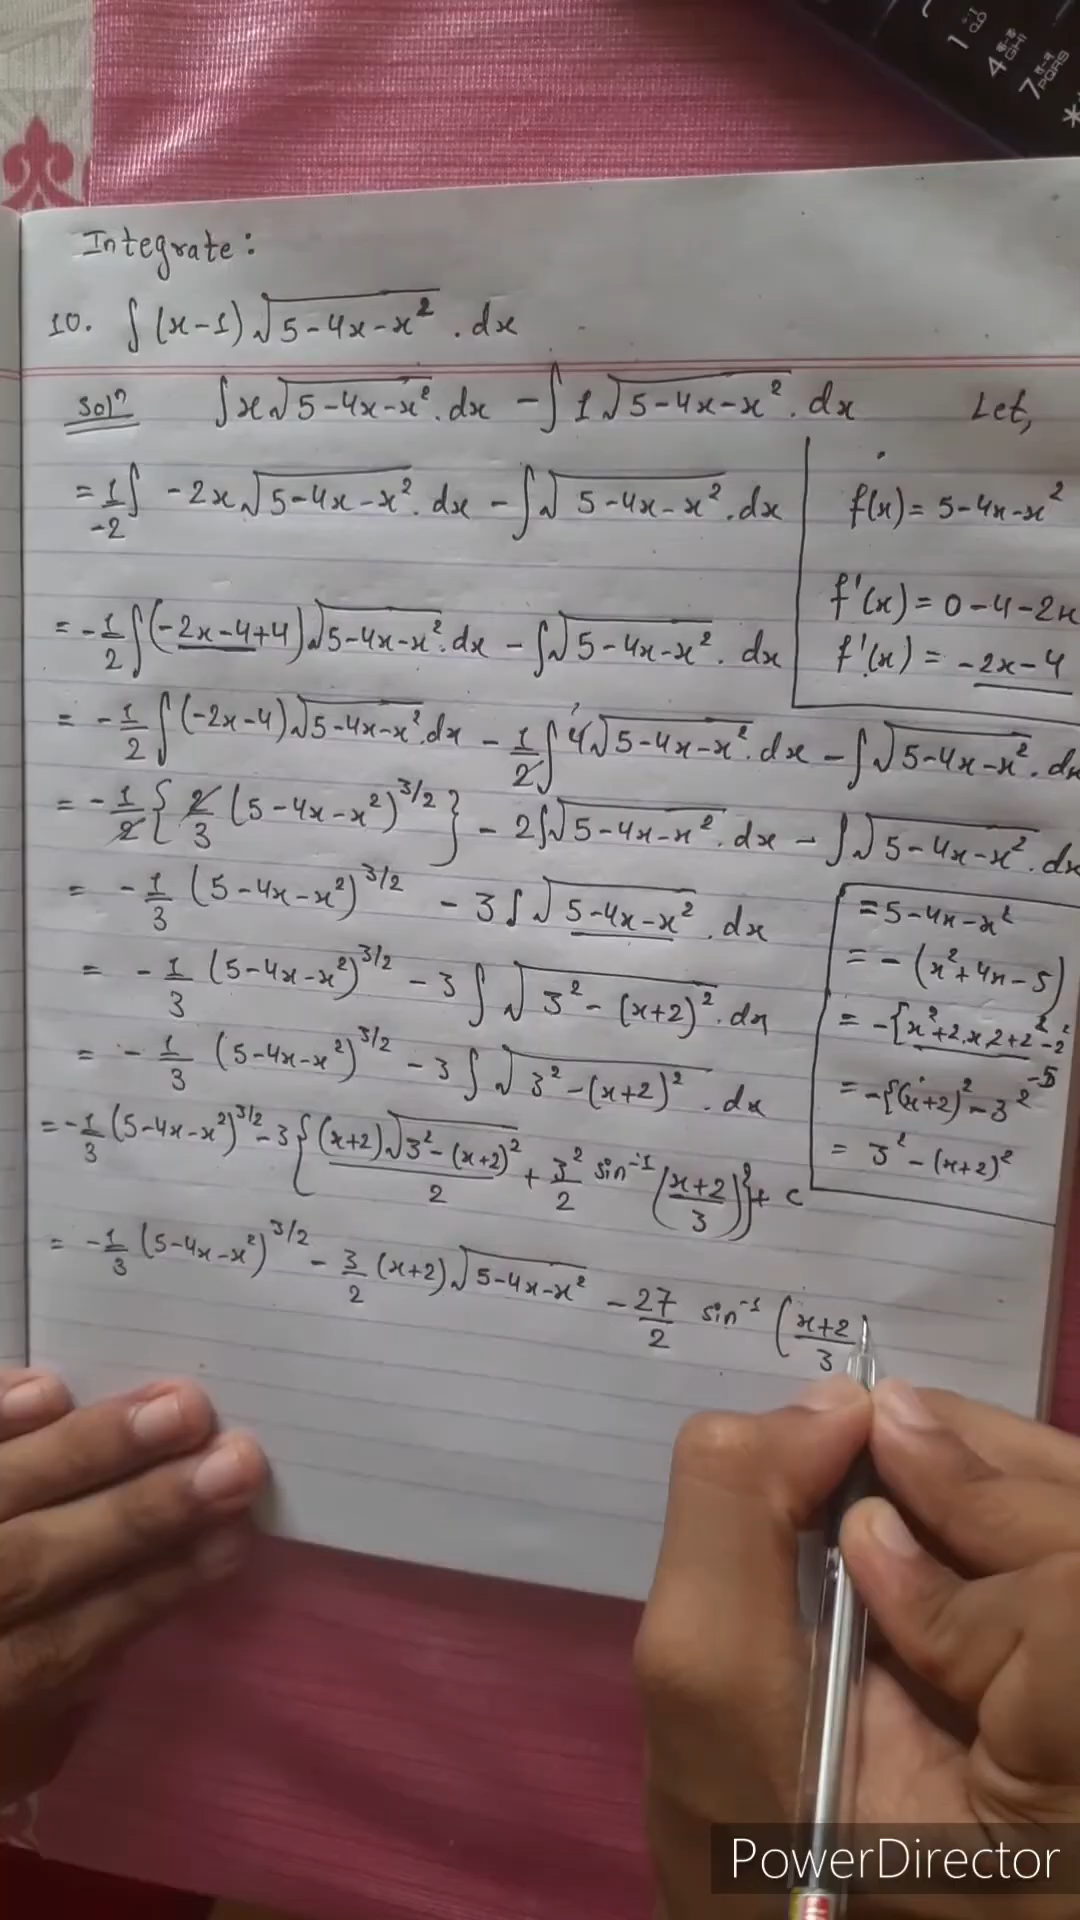 Integrate:
10. ∫ (x-1) √(5-4x-x²) . dx
Solⁿ ∫ x √(5-4x-x²) . dx - ∫ 1 √(5-4x-x²) . dx
= 1/-2 ∫ -2x √(5-4x-x²) . dx - ∫ √(5-4x-x²) . dx
= -1/2 ∫ (-2x-4+4) √(5-4x-x²) . dx - ∫ √(5-4x-x²) . dx
= -1/2 ∫ (-2x-4) √(5-4x-x²) . dx - 1/2 ∫ 4 √(5-4x-x²) . dx - ∫ √(5-4x-x²) . dx
= -1/2 { 2/3 (5-4x-x²)^3/2 } - 2 ∫ √(5-4x-x²) . dx - ∫ √(5-4x-x²) . dx
= -1/3 (5-4x-x²)^3/2 - 3 ∫ √(5-4x-x²) . dx
= -1/3 (5-4x-x²)^3/2 - 3 ∫ √(3²-(x+2)²) . dx
= -1/3 (5-4x-x²)^3/2 - 3 ∫ √(3²-(x+2)²) . dx
= -1/3 (5-4x-x²)^3/2 - 3 { (x+2) √(3²-(x+2)²) / 2 + 3²/2 sin⁻¹ ((x+2)/3) } + c
= -1/3 (5-4x-x²)^3/2 - 3/2 (x+2) √(5-4x-x²) - 27/2 sin⁻¹ ((x+2)/3)
Let,
f(x) = 5-4x-x²
f'(x) = 0-4-2x
f'(x) = -2x-4
= 5-4x-x²
= -(x²+4x-5)
= -{x²+2.x.2+2²-2²
-5
= -{(x+2)²-3²
= 3²-(x+2)²
1
4 GHI
7 PQRS
*
PowerDirector